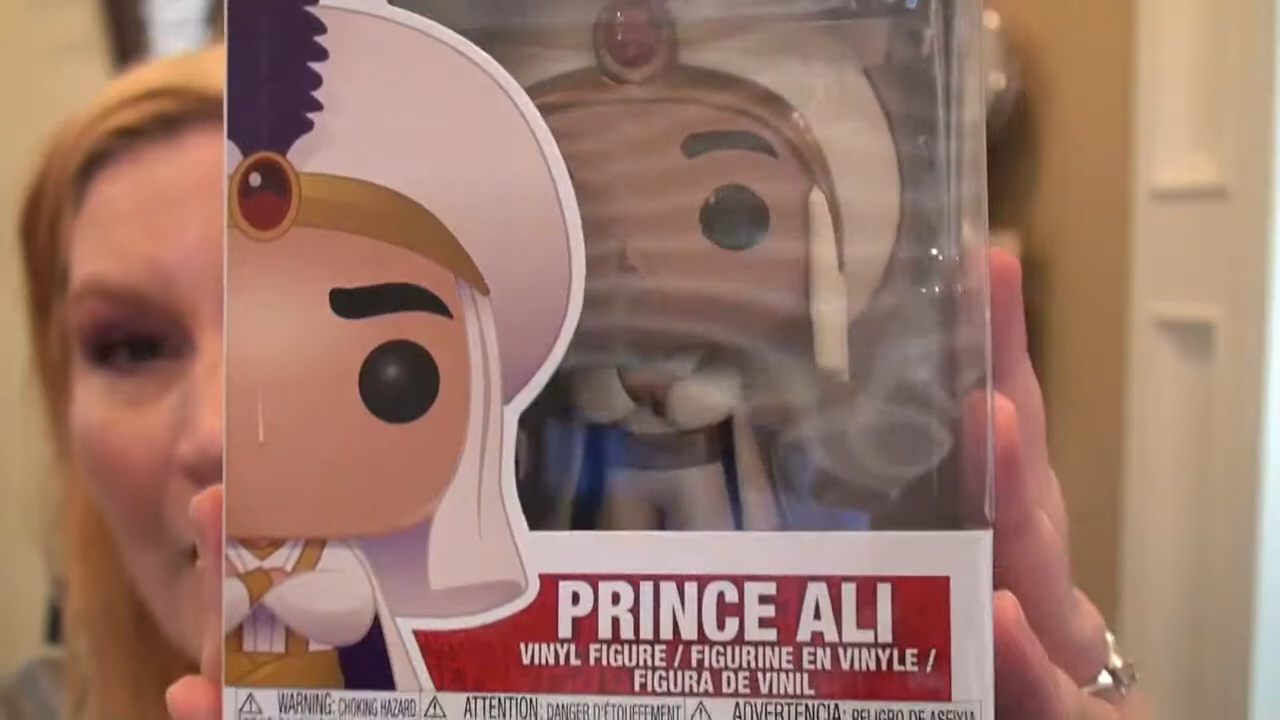 PRINCE ALI
VINYL FIGURE / FIGURINE EN VINYLE /
FIGURA DE VINIL
WARNING: CHOKING HAZARD
ATTENTION: DANGER D'ÉTOUFFEMENT
ADVERTENCIA: PELIGRO DE ASFIXIA